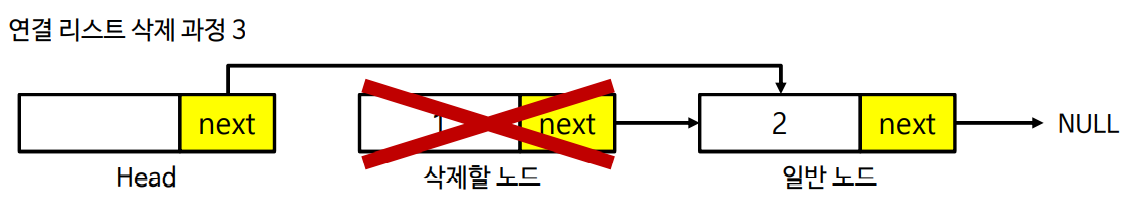 연결 리스트 삭제 과정 3
next
1 next
2 next
NULL
Head
삭제할 노드
일반 노드